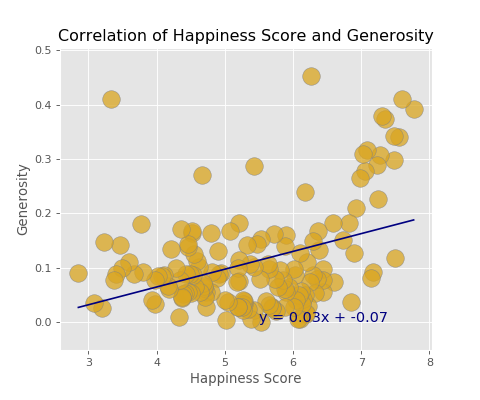 Correlation of Happiness Score and Generosity
0.5
0.4
0.3
0.2
0.1
0.0
Generosity
y = 0.03x + -0.07
3 4 5 6 7 8
Happiness Score